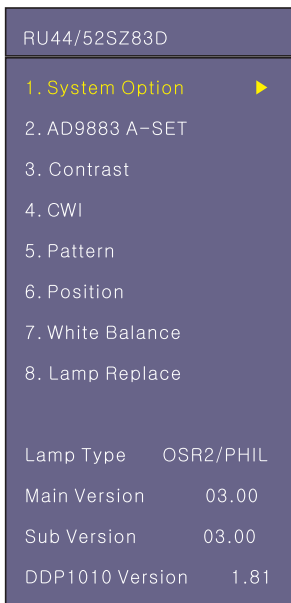 RU44/52SZ83D
1. System Option ▶
2. AD9883 A-SET
3. Contrast
4. CWI
5. Pattern
6. Position
7. White Balance
8. Lamp Replace
Lamp Type OSR2/PHIL
Main Version 03.00
Sub Version 03.00
DDP1010 Version 1.81